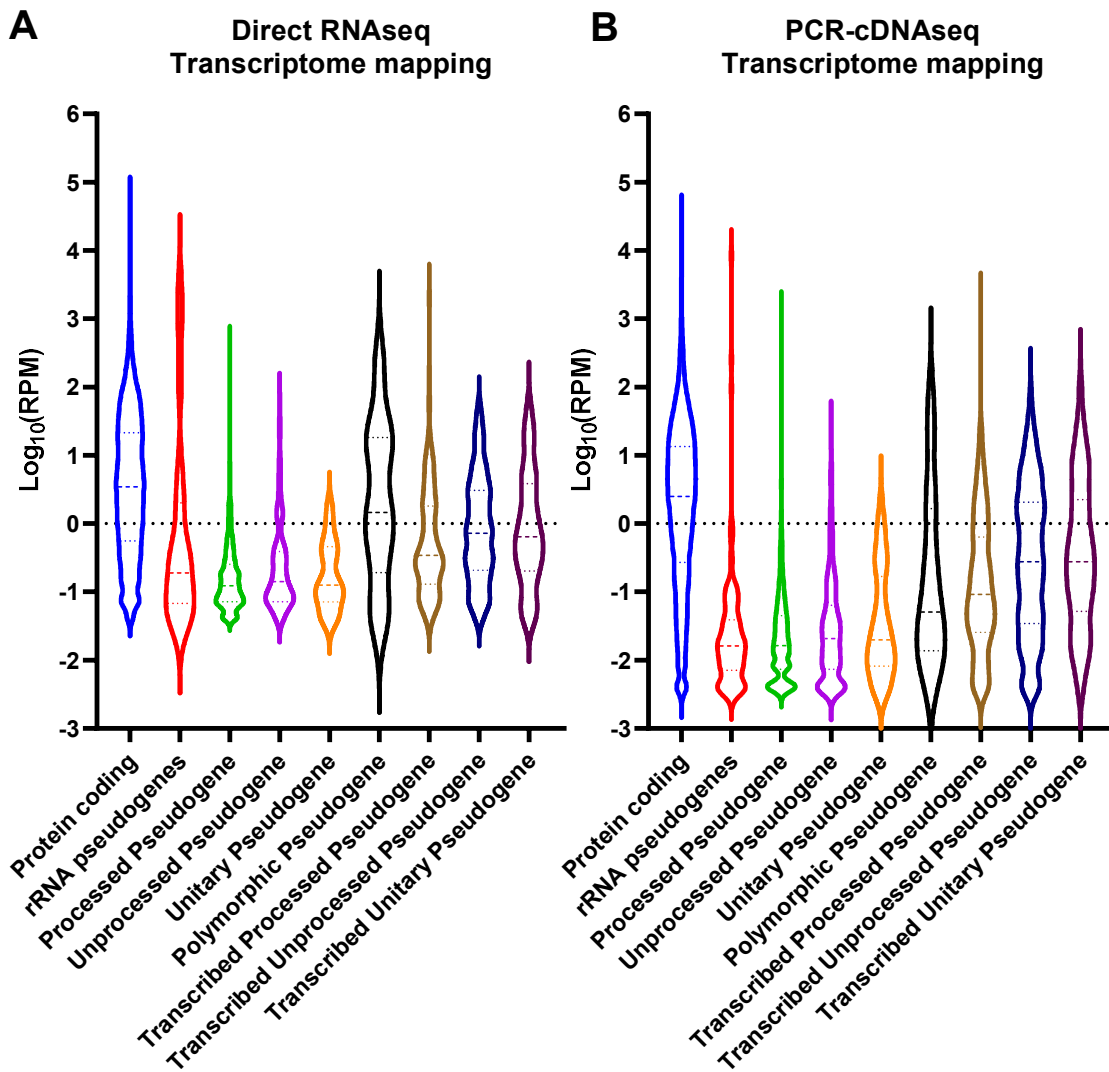 A
Direct RNAseq
Transcriptome mapping
Log10(RPM)
6
5
4
3
2
1
0
-1
-2
-3
Protein coding
rRNA pseudogenes
Processed Pseudogene
Unprocessed Pseudogene
Unitary Pseudogene
Polymorphic Pseudogene
Transcribed Processed Pseudogene
Transcribed Unprocessed Pseudogene
Transcribed Unitary Pseudogene
B
PCR-cDNAseq
Transcriptome mapping
Log10(RPM)
6
5
4
3
2
1
0
-1
-2
-3
Protein coding
rRNA pseudogenes
Processed Pseudogene
Unprocessed Pseudogene
Unitary Pseudogene
Polymorphic Pseudogene
Transcribed Processed Pseudogene
Transcribed Unprocessed Pseudogene
Transcribed Unitary Pseudogene